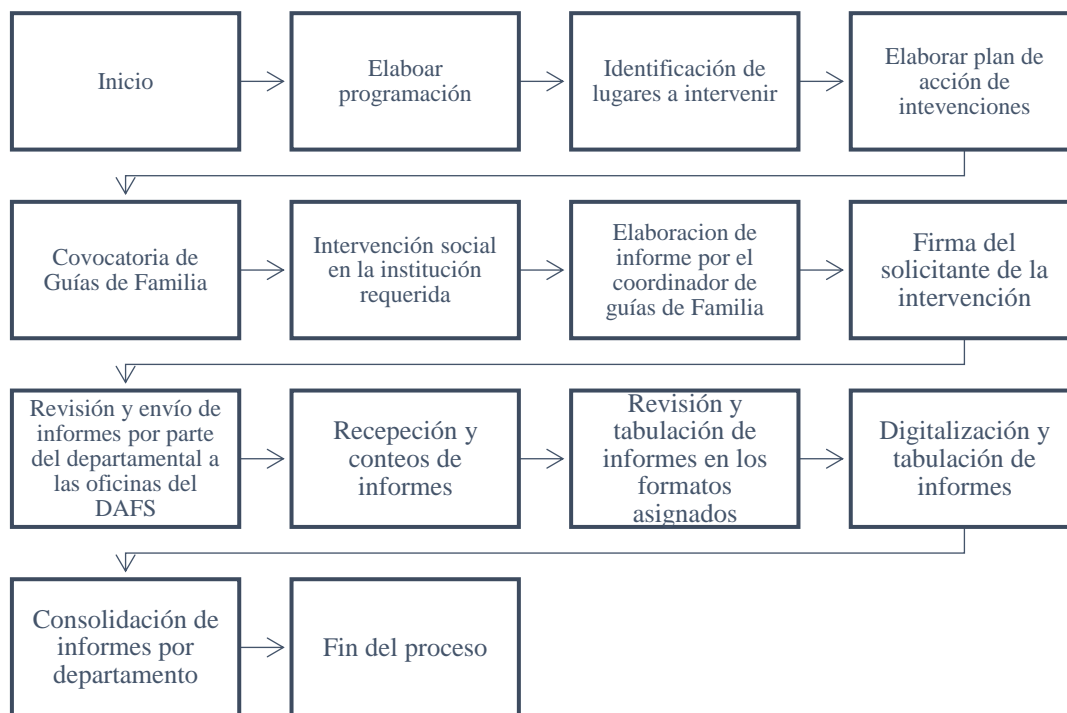 Inicio
Elaboar
programación
Identificación de
lugares a intervenir
Elaborar plan de
acción de
intevenciones
Covocatoria de
Guías de Familia
Intervención social
en la institución
requerida
Elaboracion de
informe por el
coordinador de
guías de Familia
Firma del
solicitante de la
intervención
Revisión y envío de
informes por parte
del departamental a
las oficinas del
DAFS
Recepeción y
conteos de
informes
Revisión y
tabulación de
informes en los
formatos
asignados
Digitalización y
tabulación de
informes
Consolidación de
informes por
departamento
Fin del proceso